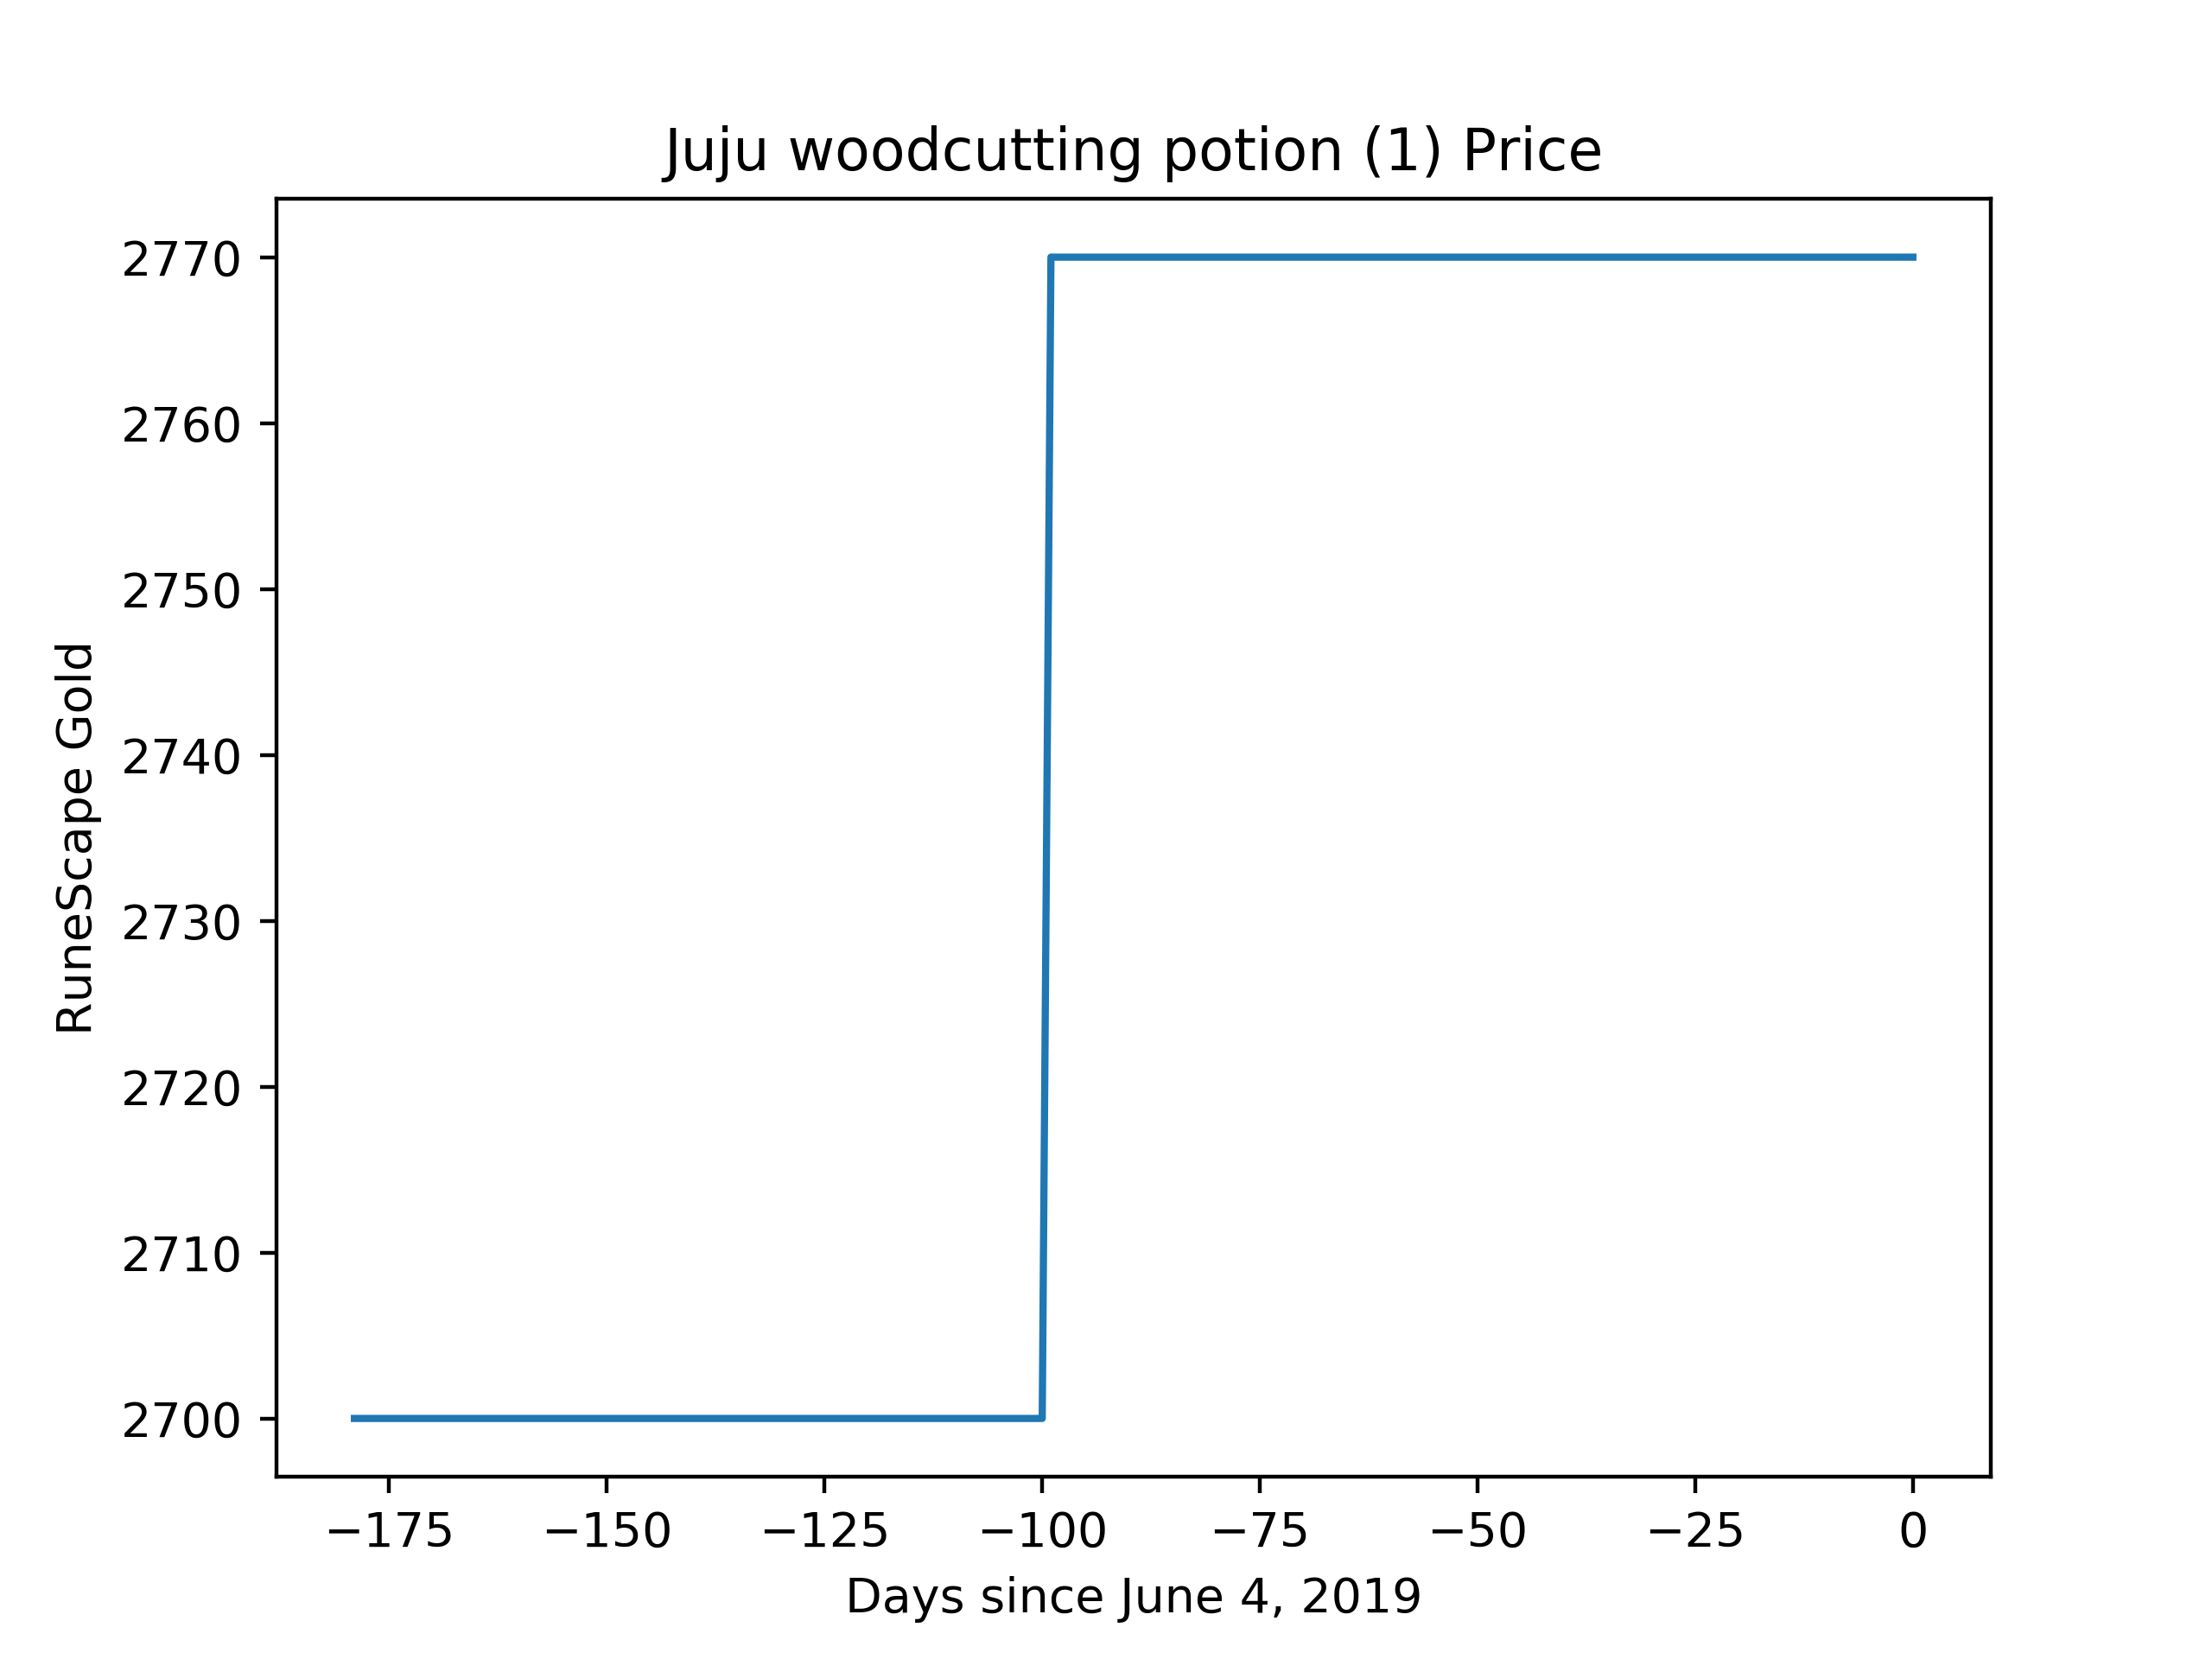 Juju woodcutting potion (1) Price
RuneScape Gold
2770
2760
2750
2740
2730
2720
2710
2700
−175 −150 −125 −100 −75 −50 −25 0
Days since June 4, 2019